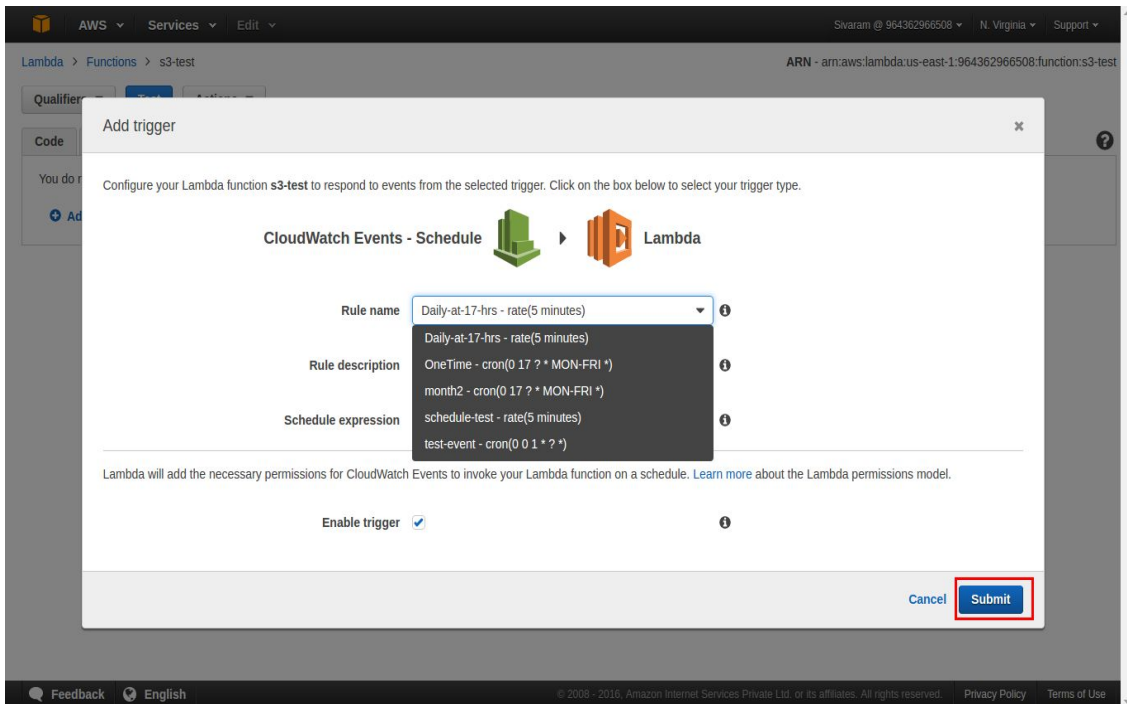 AWS Services Edit Sivaram @ 964362966508 N. Virginia Support
Lambda > Functions > s3-test ARN - arn:aws:lambda:us-east-1:964362966508:function:s3-test
Qualifiers Test Actions
Add trigger
Code
You do
Configure your Lambda function s3-test to respond to events from the selected trigger. Click on the box below to select your trigger type.
CloudWatch Events - Schedule Lambda
Rule name Daily-at-17-hrs - rate(5 minutes)
Daily-at-17-hrs - rate(5 minutes)
Rule description OneTime - cron(0 17 ? * MON-FRI *)
month2 - cron(0 17 ? * MON-FRI *)
Schedule expression schedule-test - rate(5 minutes)
test-event - cron(0 0 1 * ? *)
Lambda will add the necessary permissions for CloudWatch Events to invoke your Lambda function on a schedule. Learn more about the Lambda permissions model.
Enable trigger
Cancel Submit
Feedback English © 2008 - 2016, Amazon Internet Services Private Ltd. or its affiliates. All rights reserved. Privacy Policy Terms of Use